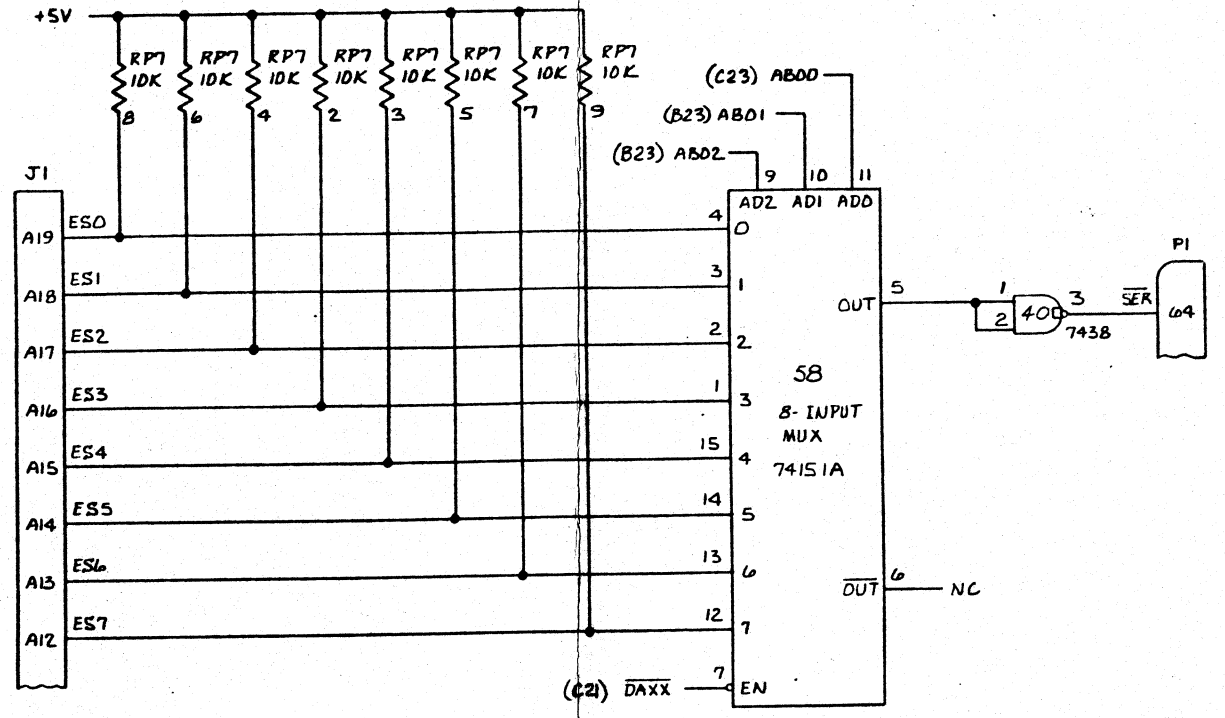 +5V
RP7 RP7 RP7 RP7 RP7 RP7 RP7 RP7
10K 10K 10K 10K 10K 10K 10K 10K
8 6 4 2 3 5 7 9
(C23) AB00
(B23) AB01
(B23) AB02
9 10 11
AD2 AD1 AD0
J1
A19 ES0 4 0
A18 ES1 3 1
A17 ES2 2 2
A16 ES3 1 3
A15 ES4 15 4
A14 ES5 14 5
A13 ES6 13 6
A12 ES7 12 7
(C21) DAXX 7 EN
58
8-INPUT
MUX
74151A
OUT 5
OUT 6 NC
1
2
40
3
7438
SER
P1
64